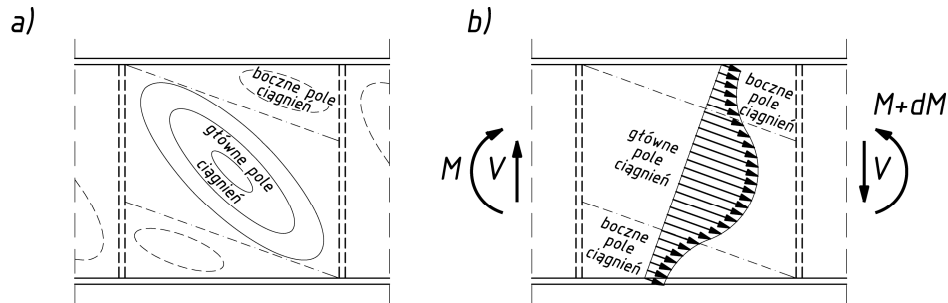 a)
boczne pole
ciągnień
główne pole
ciągnień
b)
boczne
pole
ciągnień
główne
pole
ciągnień
boczne
pole
ciągnień
M
V
V
M+dM